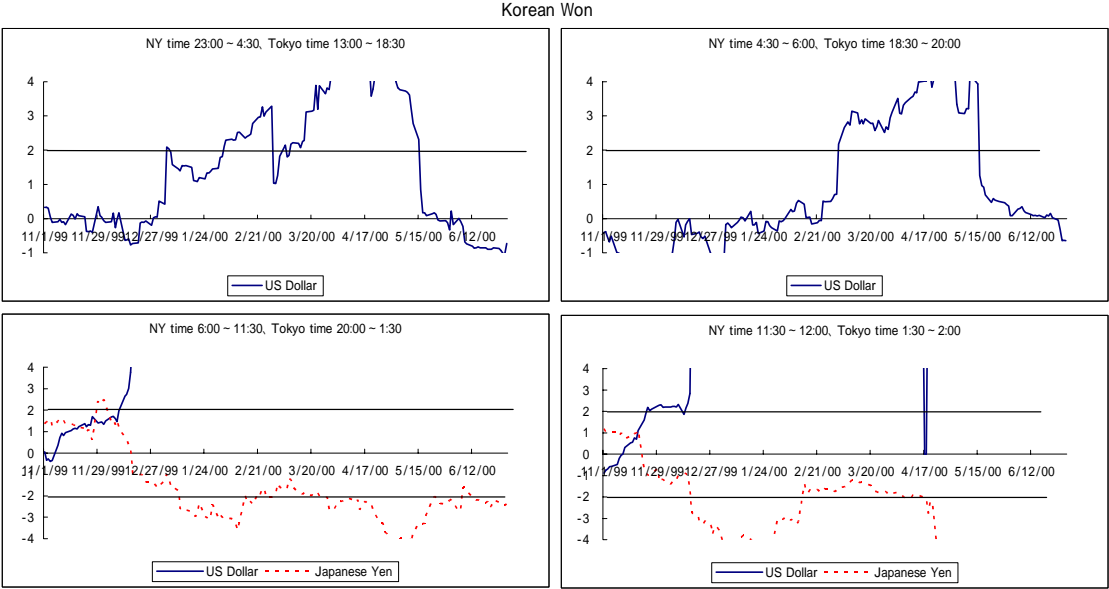 Korean Won
NY time 23:00 ~ 4:30、Tokyo time 13:00 ~ 18:30
4
3
2
1
0
-1
11/1/99 11/29/99 12/27/99 1/24/00 2/21/00 3/20/00 4/17/00 5/15/00 6/12/00
US Dollar
NY time 4:30 ~ 6:00、Tokyo time 18:30 ~ 20:00
4
3
2
1
0
-1
11/1/99 11/29/99 12/27/99 1/24/00 2/21/00 3/20/00 4/17/00 5/15/00 6/12/00
US Dollar
NY time 6:00 ~ 11:30、Tokyo time 20:00 ~ 1:30
4
3
2
1
0
-1
-2
-3
-4
11/1/99 11/29/99 12/27/99 1/24/00 2/21/00 3/20/00 4/17/00 5/15/00 6/12/00
US Dollar Japanese Yen
NY time 11:30 ~ 12:00、Tokyo time 1:30 ~ 2:00
4
3
2
1
0
-1
-2
-3
-4
11/1/99 11/29/99 12/27/99 1/24/00 2/21/00 3/20/00 4/17/00 5/15/00 6/12/00
US Dollar Japanese Yen